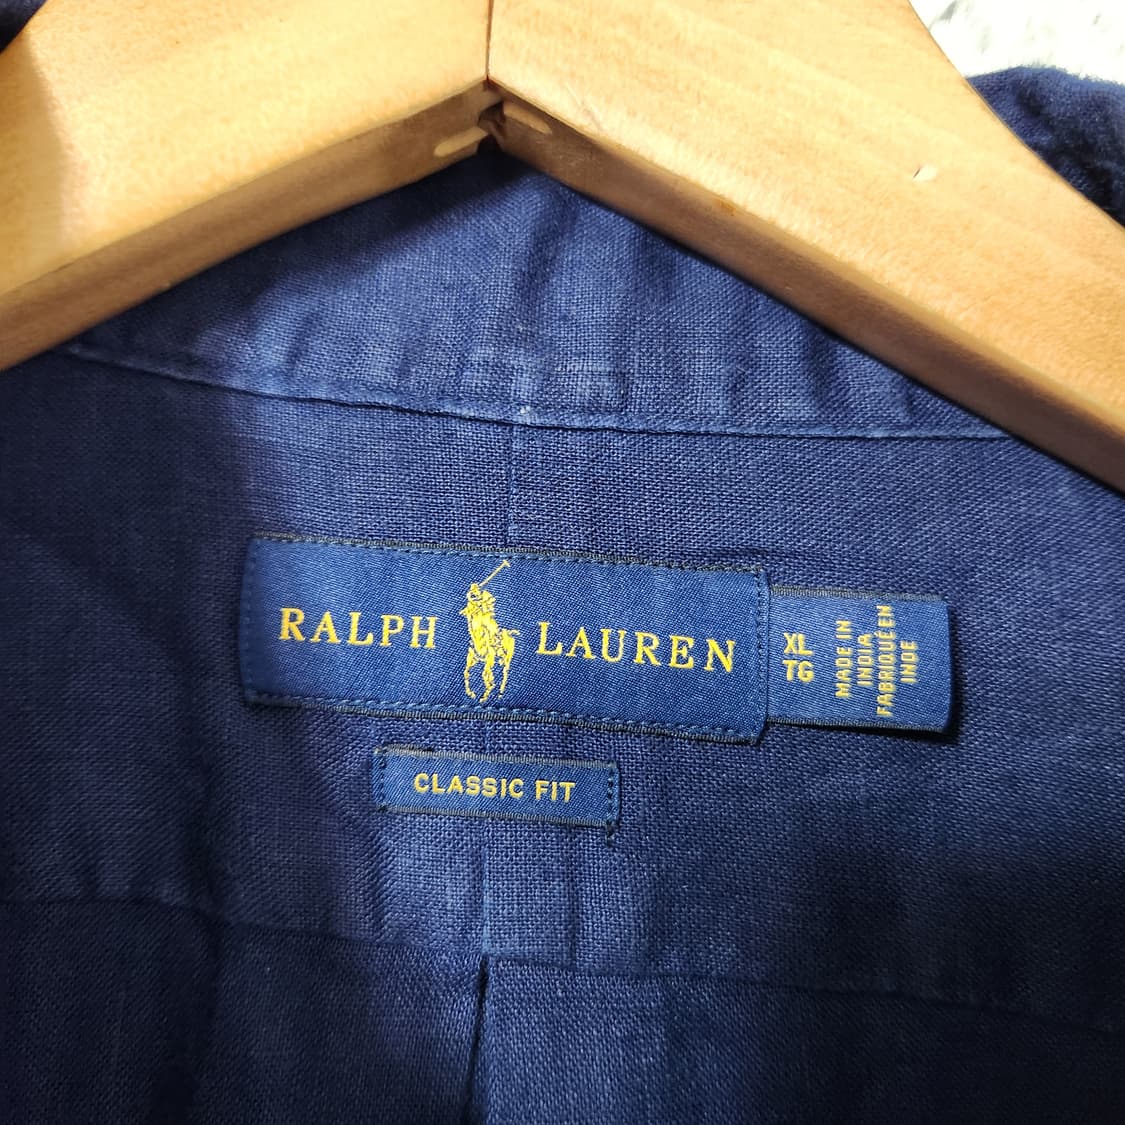 RALPH LAUREN
XL
TG
MADE IN
INDIA
FABRIQUÉ EN
INDE
CLASSIC FIT